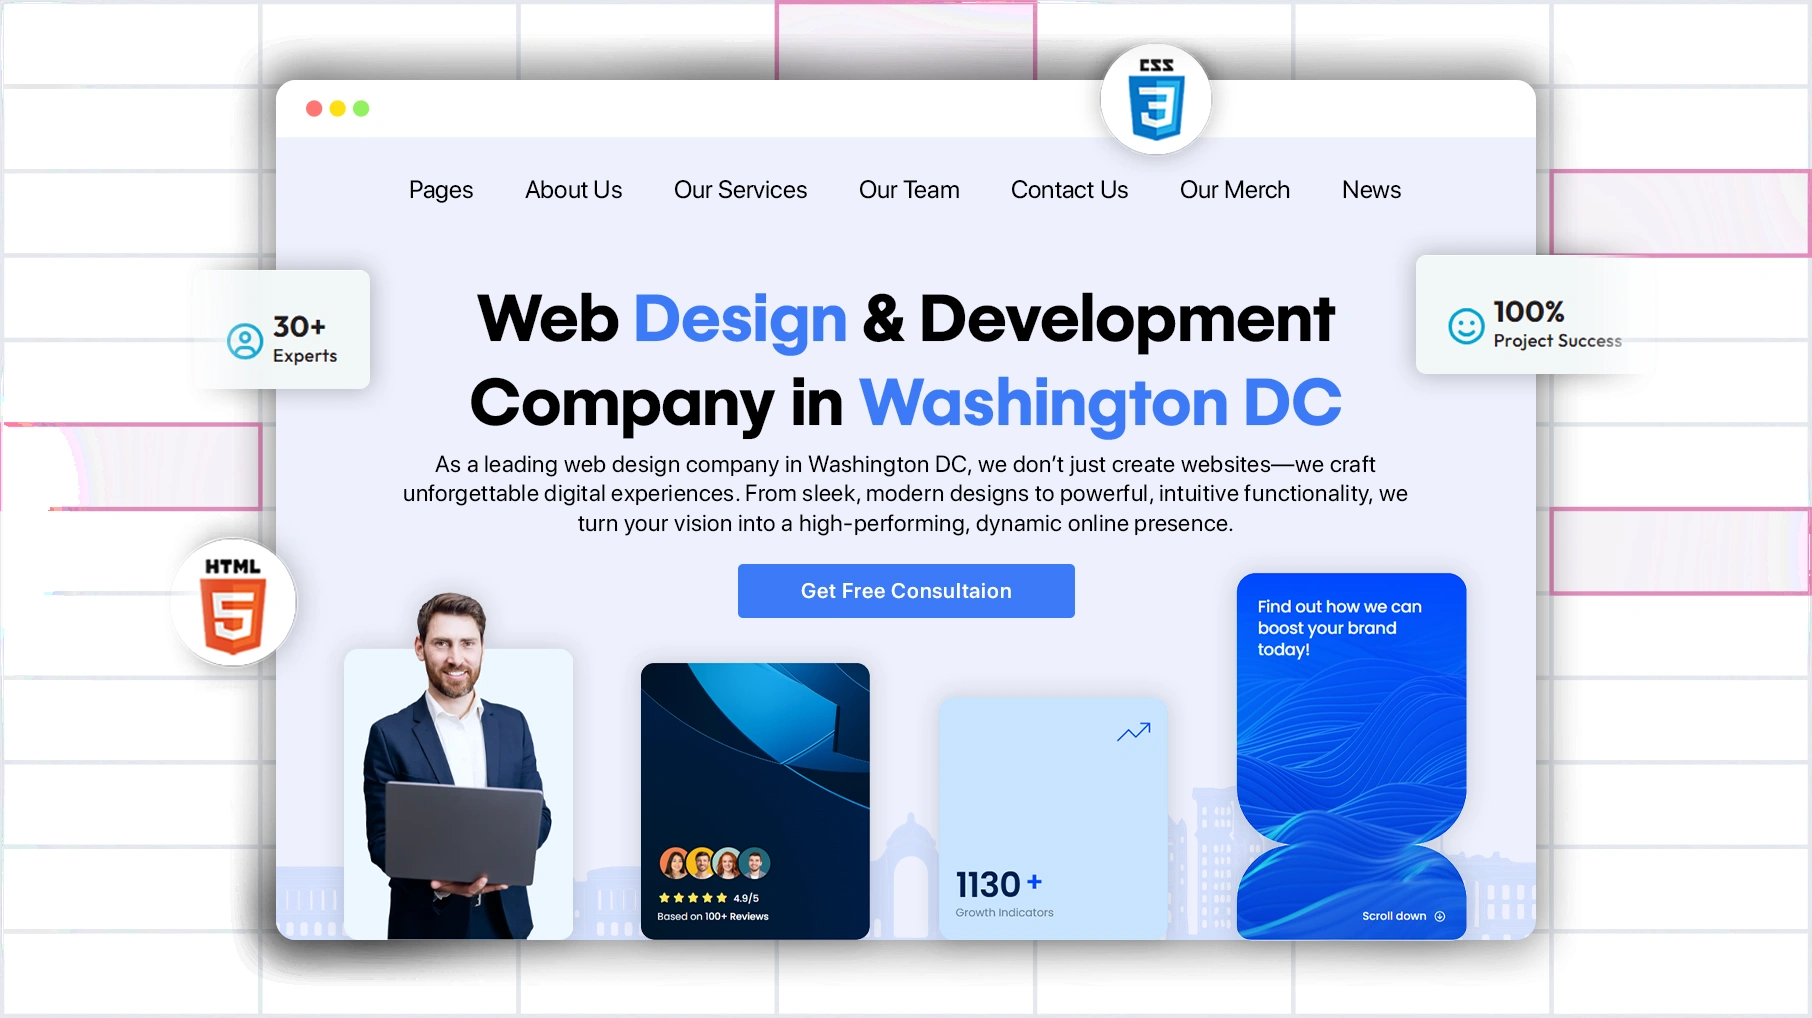 CSS
3
Pages About Us Our Services Our Team Contact Us Our Merch News
30+
Experts
100%
Project Success
Web Design & Development
Company in Washington DC
As a leading web design company in Washington DC, we don’t just create websites—we craft
unforgettable digital experiences. From sleek, modern designs to powerful, intuitive functionality, we
turn your vision into a high-performing, dynamic online presence.
Get Free Consultaion
HTML
5
4.9/5
Based on 100+ Reviews
1130 +
Growth Indicators
Find out how we can
boost your brand
today!
Scroll down